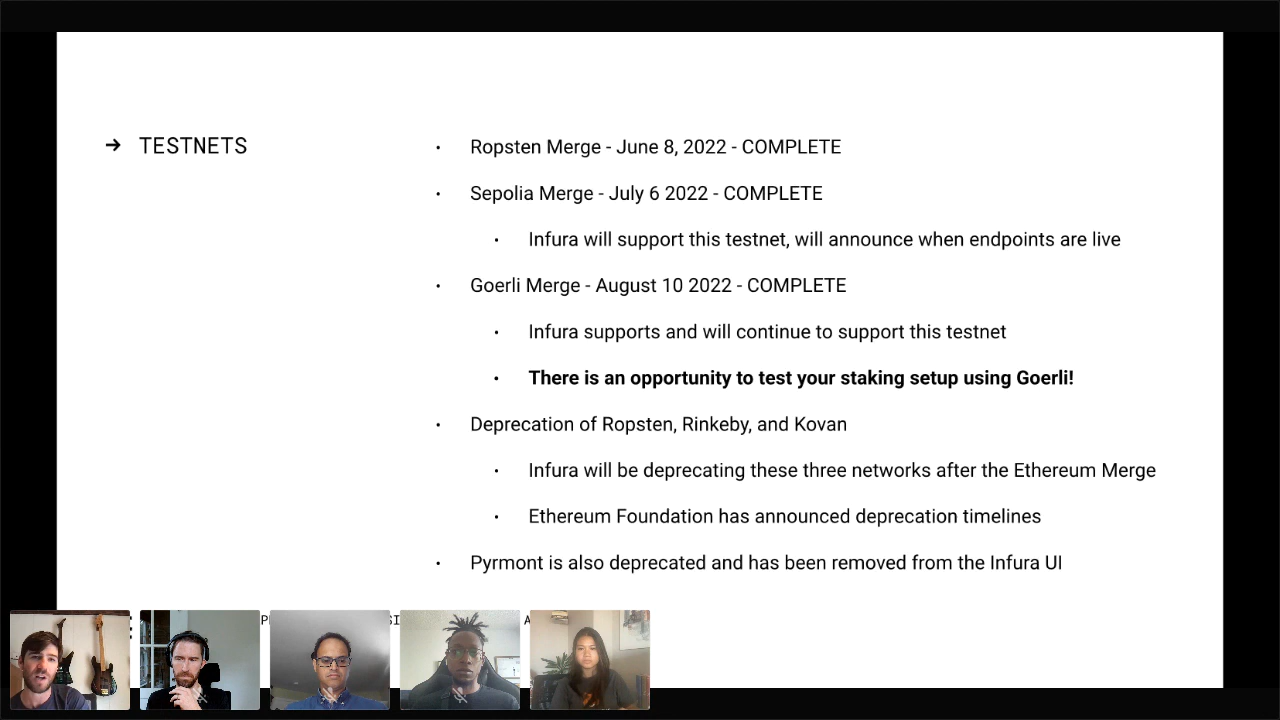 → TESTNETS
• Ropsten Merge - June 8, 2022 - COMPLETE
• Sepolia Merge - July 6 2022 - COMPLETE
• Infura will support this testnet, will announce when endpoints are live
• Goerli Merge - August 10 2022 - COMPLETE
• Infura supports and will continue to support this testnet
• There is an opportunity to test your staking setup using Goerli!
• Deprecation of Ropsten, Rinkeby, and Kovan
• Infura will be deprecating these three networks after the Ethereum Merge
• Ethereum Foundation has announced deprecation timelines
• Pyrmont is also deprecated and has been removed from the Infura UI